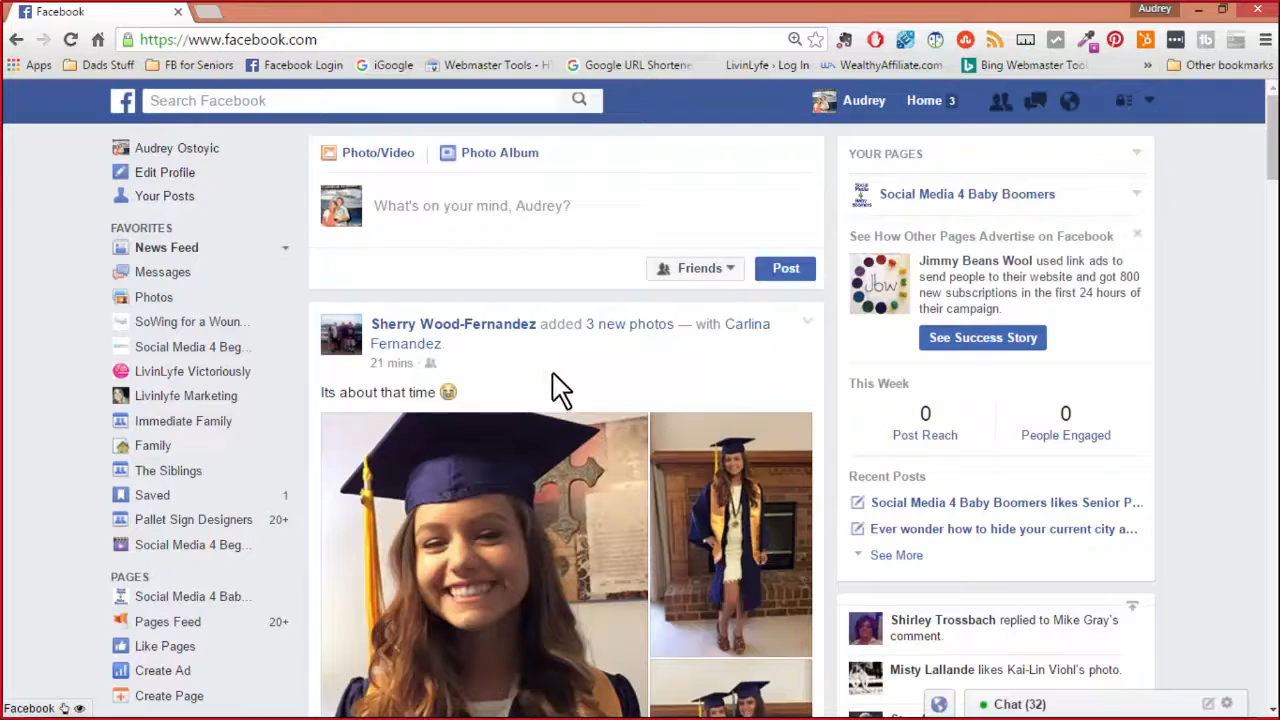 Facebook
Audrey
https://www.facebook.com
Apps
Dads Stuff
FB for Seniors
Facebook Login
iGoogle
Webmaster Tools - H
Google URL Shortene
LivinLyfe › Log In
WealthyAffiliate.com
Bing Webmaster Too
»
Other bookmarks
Search Facebook
Audrey
Home 3
Audrey Ostoyic
Edit Profile
Your Posts
FAVORITES
News Feed
Messages
Photos
SoWing for a Woun...
Social Media 4 Beg...
LivinLyfe Victoriously
Livinlyfe Marketing
Immediate Family
Family
The Siblings
Saved 1
Pallet Sign Designers 20+
Social Media 4 Beg...
PAGES
Social Media 4 Bab...
Pages Feed 20+
Like Pages
Create Ad
Create Page
Facebook
Photo/Video
Photo Album
What's on your mind, Audrey?
Friends
Post
Sherry Wood-Fernandez added 3 new photos — with Carlina
Fernandez.
21 mins ·
Its about that time 😭
YOUR PAGES
Social Media 4 Baby Boomers
See How Other Pages Advertise on Facebook
Jimmy Beans Wool used link ads to
send people to their website and got 800
new subscriptions in the first 24 hours of
their campaign.
jbw
See Success Story
This Week
0
Post Reach
0
People Engaged
Recent Posts
Social Media 4 Baby Boomers likes Senior P...
Ever wonder how to hide your current city a...
See More
Shirley Trossbach replied to Mike Gray's
comment.
Misty Lallande likes Kai-Lin Viohl's photo.
Chat (32)